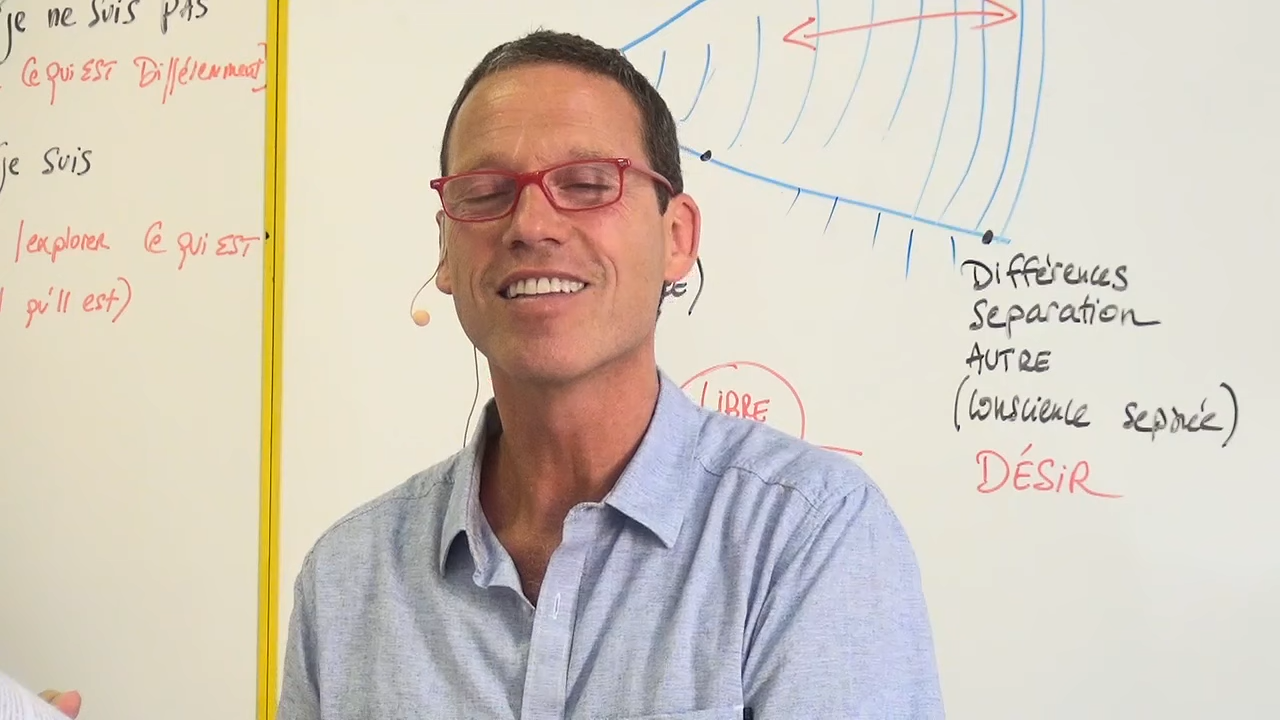 je ne suis PAS
Ce qui EST Différemment]
je suis
/explorer Ce qui EST
qu'il est)
LIBRE
Différences
Separation
AUTRE
(Conscience separée)
DÉSIR